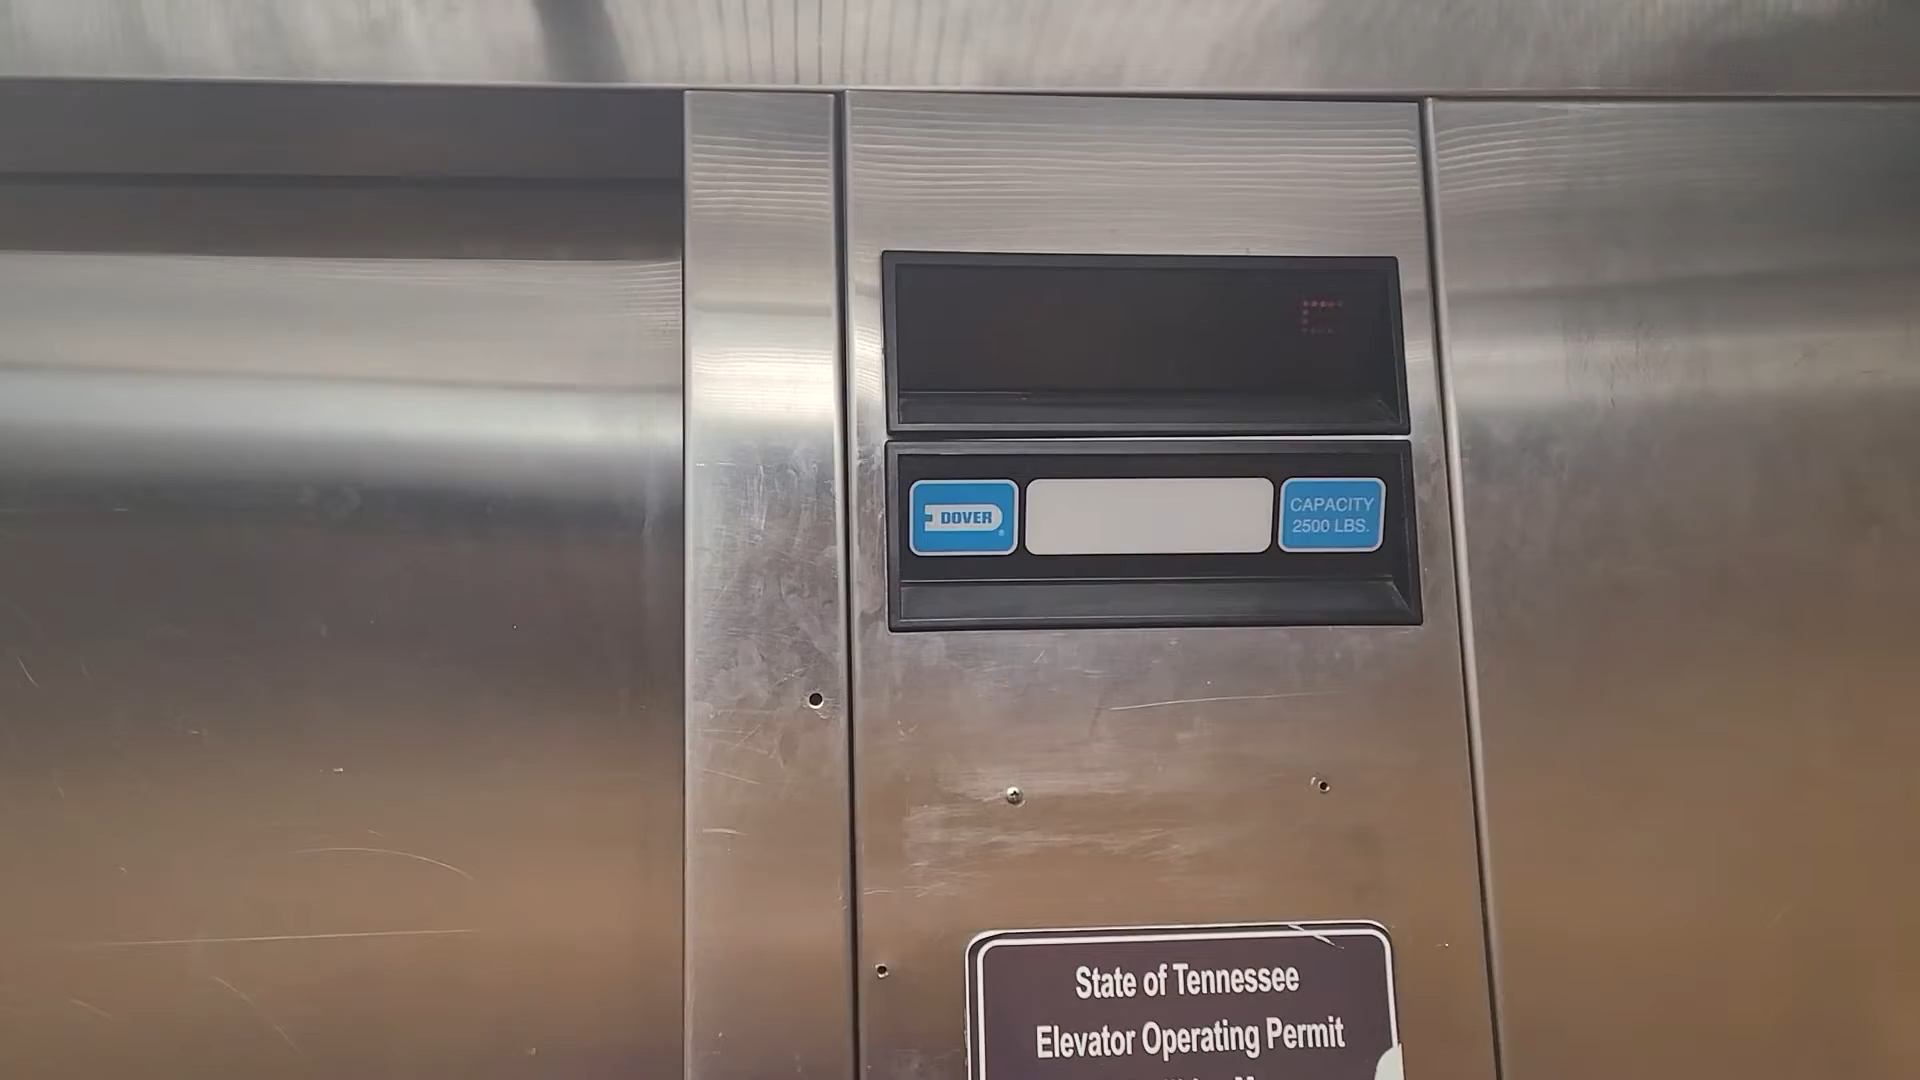 DOVER
CAPACITY
2500 LBS.
State of Tennessee
Elevator Operating Permit